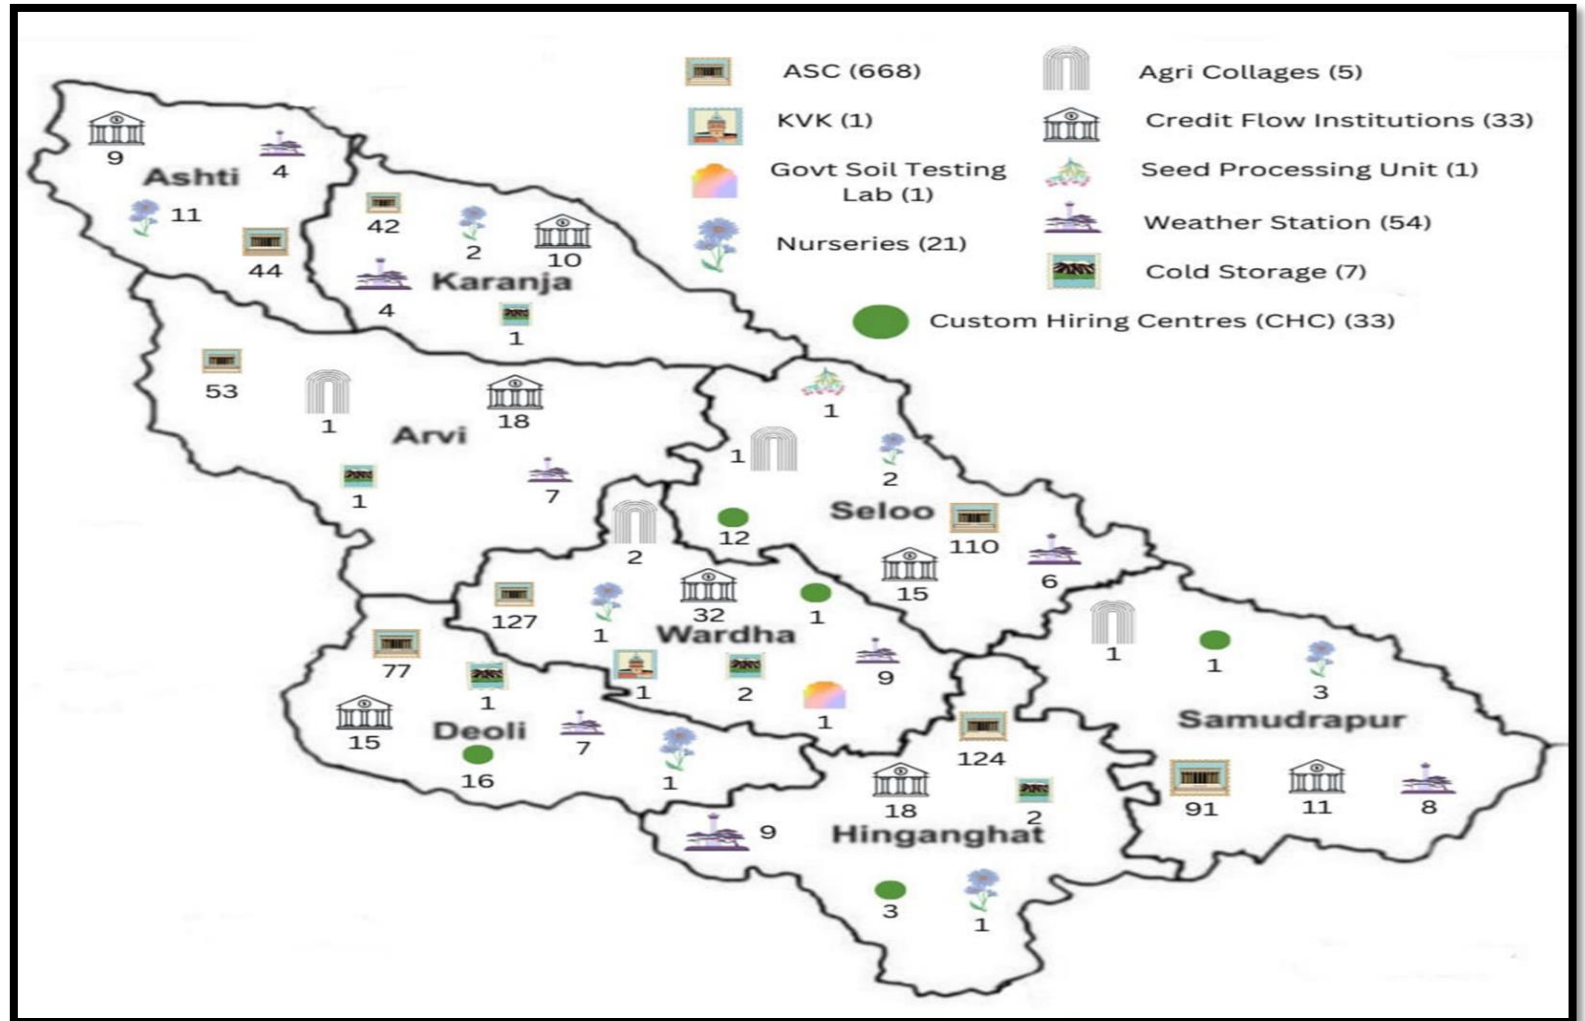 ASC (668)
Agri Collages (5)
KVK (1)
Credit Flow Institutions (33)
Govt Soil Testing
Lab (1)
Seed Processing Unit (1)
Nurseries (21)
Weather Station (54)
Cold Storage (7)
Custom Hiring Centres (CHC) (33)
9
4
Ashti
11
44
42
2
10
Karanja
4
1
53
1
18
Arvi
1
7
1
1
2
Seloo
12
110
15
6
2
127
1
32
1
Wardha
1
2
9
1
77
1
15
Deoli
7
16
1
1
1
3
Samudrapur
91
11
8
124
18
2
Hinganghat
9
3
1